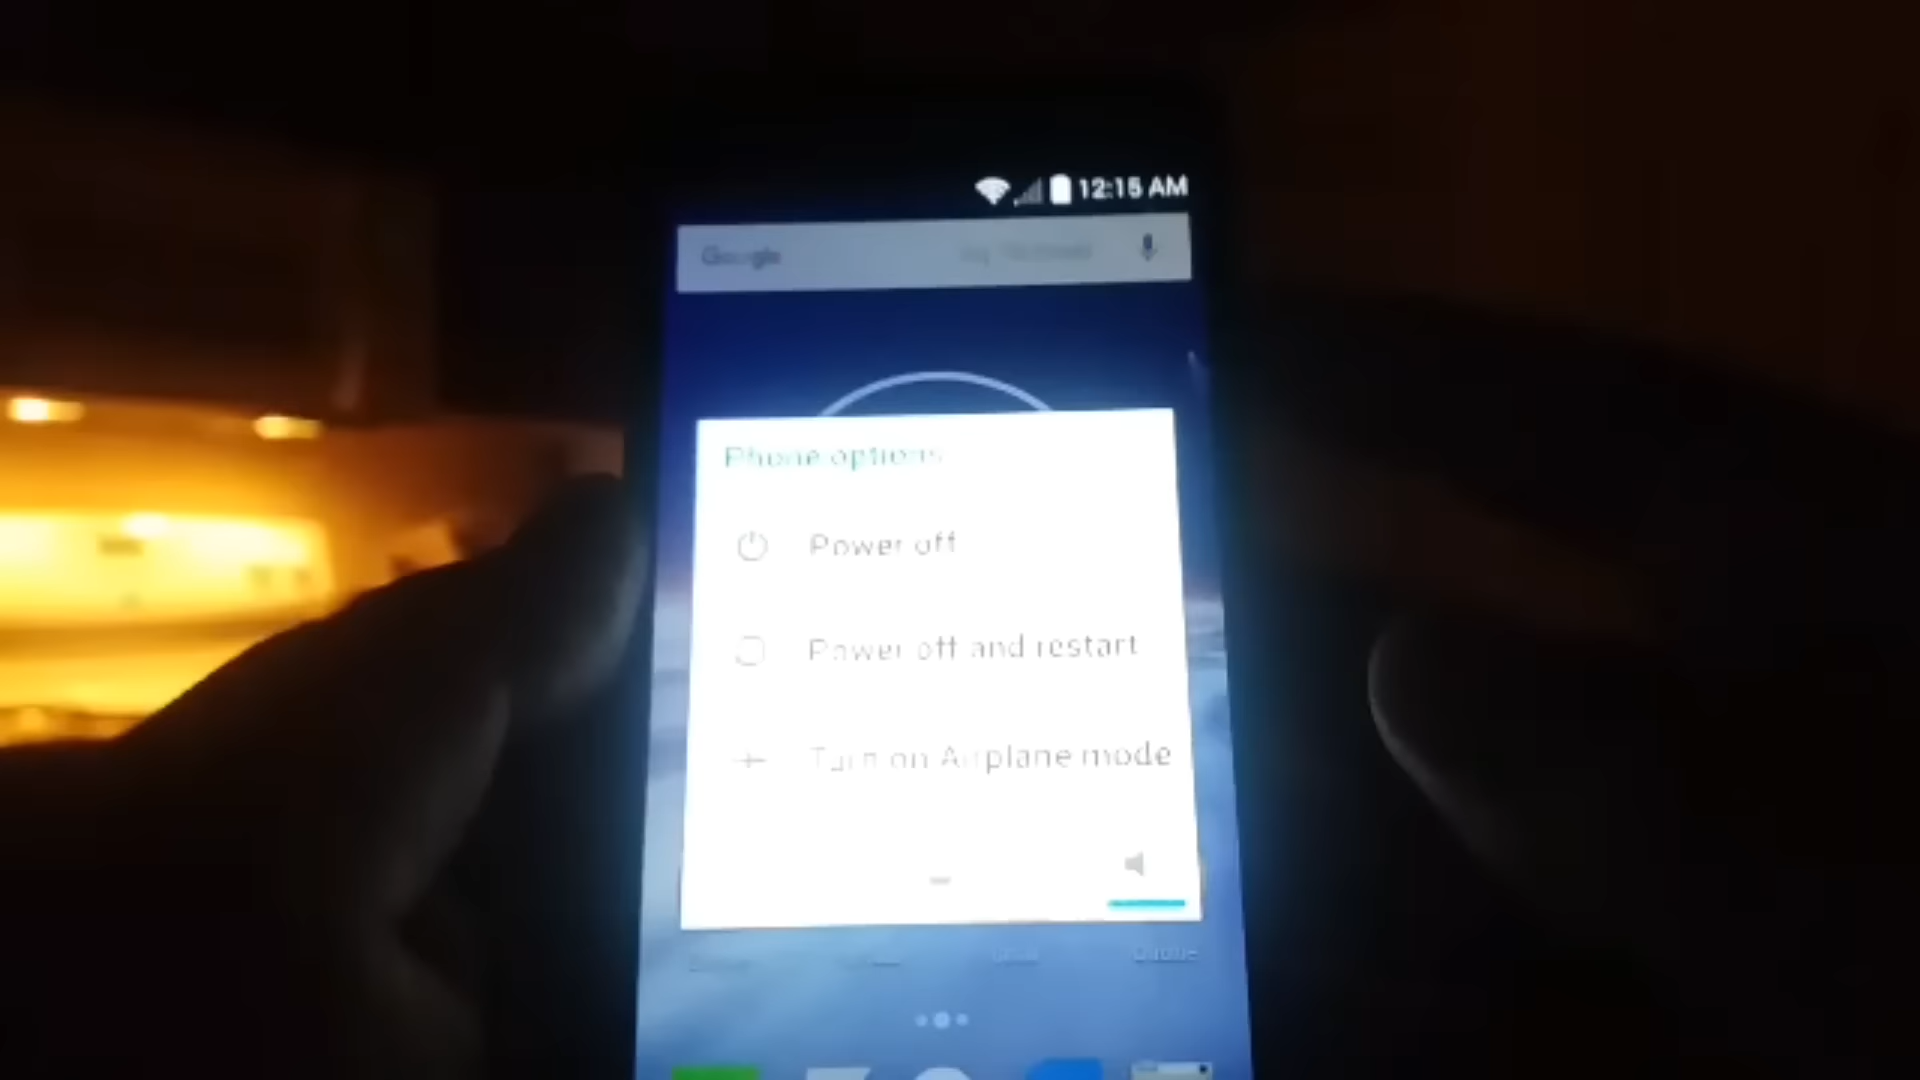 12:15 AM
Google
Phone options
Power off
Power off and restart
Turn on Airplane mode